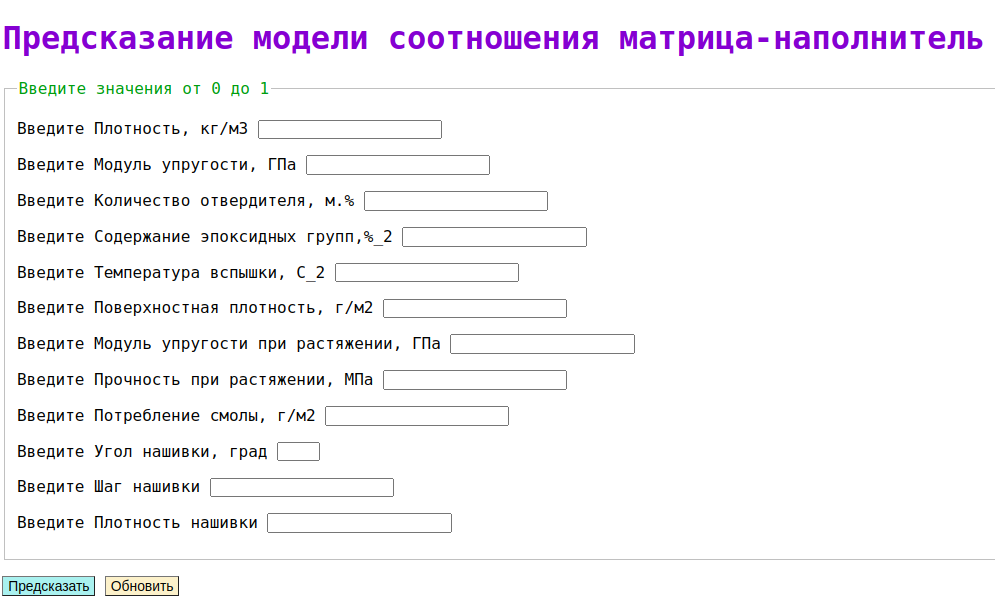 Предсказание модели соотношения матрица-наполнитель
Введите значения от 0 до 1
Введите Плотность, кг/м3
Введите Модуль упругости, ГПа
Введите Количество отвердителя, м.%
Введите Содержание эпоксидных групп,%_2
Введите Температура вспышки, С_2
Введите Поверхностная плотность, г/м2
Введите Модуль упругости при растяжении, ГПа
Введите Прочность при растяжении, МПа
Введите Потребление смолы, г/м2
Введите Угол нашивки, град
Введите Шаг нашивки
Введите Плотность нашивки
Предсказать Обновить